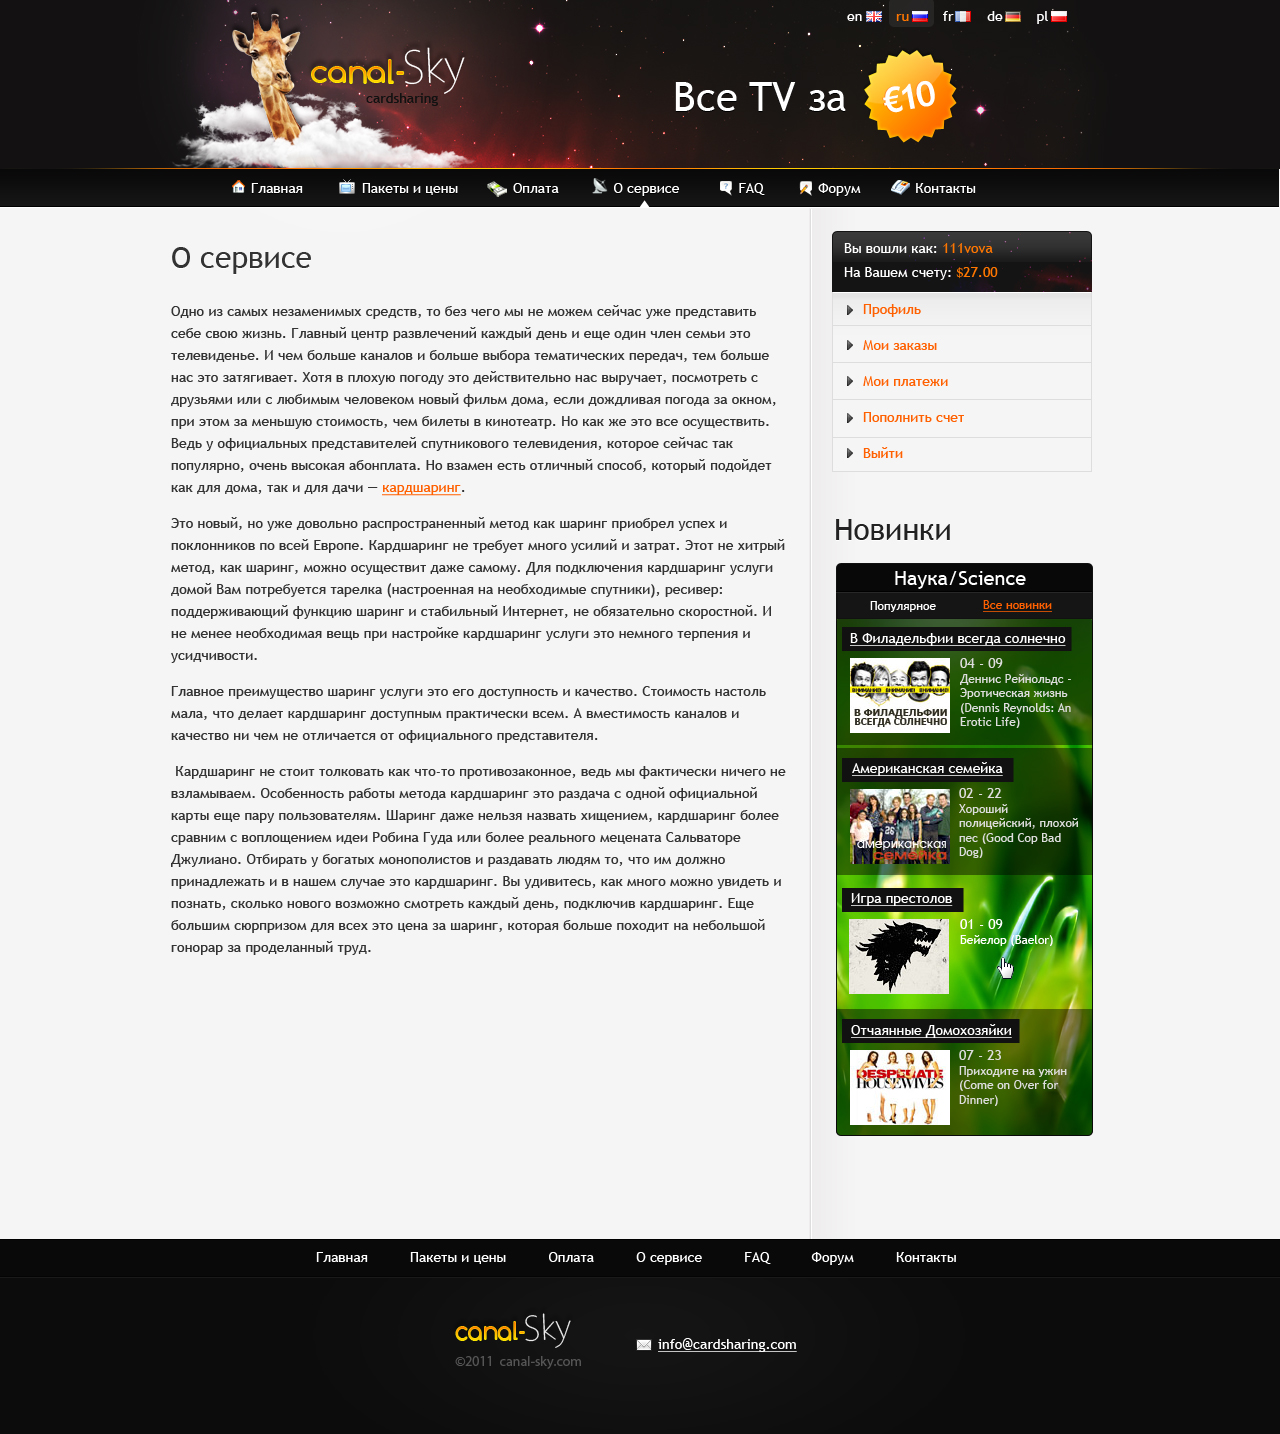 en ru fr de pl
canal-Sky
cardsharing
Все TV за €10
Главная Пакеты и цены Оплата О сервисе FAQ Форум Контакты
О сервисе
Одно из самых незаменимых средств, то без чего мы не можем сейчас уже представить
себе свою жизнь. Главный центр развлечений каждый день и еще один член семьи это
телевиденье. И чем больше каналов и больше выбора тематических передач, тем больше
нас это затягивает. Хотя в плохую погоду это действительно нас выручает, посмотреть с
друзьями или с любимым человеком новый фильм дома, если дождливая погода за окном,
при этом за меньшую стоимость, чем билеты в кинотеатр. Но как же это все осуществить.
Ведь у официальных представителей спутникового телевидения, которое сейчас так
популярно, очень высокая абонплата. Но взамен есть отличный способ, который подойдет
как для дома, так и для дачи — кардшаринг.
Это новый, но уже довольно распространенный метод как шаринг приобрел успех и
поклонников по всей Европе. Кардшаринг не требует много усилий и затрат. Этот не хитрый
метод, как шаринг, можно осуществит даже самому. Для подключения кардшаринг услуги
домой Вам потребуется тарелка (настроенная на необходимые спутники), ресивер:
поддерживающий функцию шаринг и стабильный Интернет, не обязательно скоростной. И
не менее необходимая вещь при настройке кардшаринг услуги это немного терпения и
усидчивости.
Главное преимущество шаринг услуги это его доступность и качество. Стоимость настоль
мала, что делает кардшаринг доступным практически всем. А вместимость каналов и
качество ни чем не отличается от официального представителя.
Кардшаринг не стоит толковать как что-то противозаконное, ведь мы фактически ничего не
взламываем. Особенность работы метода кардшаринг это раздача с одной официальной
карты еще пару пользователям. Шаринг даже нельзя назвать хищением, кардшаринг более
сравним с воплощением идеи Робина Гуда или более реального мецената Сальваторе
Джулиано. Отбирать у богатых монополистов и раздавать людям то, что им должно
принадлежать и в нашем случае это кардшаринг. Вы удивитесь, как много можно увидеть и
познать, сколько нового возможно смотреть каждый день, подключив кардшаринг. Еще
большим сюрпризом для всех это цена за шаринг, которая больше походит на небольшой
гонорар за проделанный труд.
Вы вошли как: 111vova
На Вашем счету: $27.00
Профиль
Мои заказы
Мои платежи
Пополнить счет
Выйти
Новинки
Наука/Science
Популярное Все новинки
В Филадельфии всегда солнечно
ВНИМАНИЕ! ВНИМАНИЕ! ВНИМАНИЕ!
В ФИЛАДЕЛЬФИИ
ВСЕГДА СОЛНЕЧНО
04 - 09
Деннис Рейнольдс -
Эротическая жизнь
(Dennis Reynolds: An
Erotic Life)
Американская семейка
американская
семейка
02 - 22
Хороший
полицейский, плохой
пес (Good Cop Bad
Dog)
Игра престолов
01 - 09
Бейелор (Baelor)
Отчаянные Домохозяйки
DESPERATE
HOUSEWIVES
07 - 23
Приходите на ужин
(Come on Over for
Dinner)
Главная Пакеты и цены Оплата О сервисе FAQ Форум Контакты
canal-Sky
©2011 canal-sky.com
info@cardsharing.com